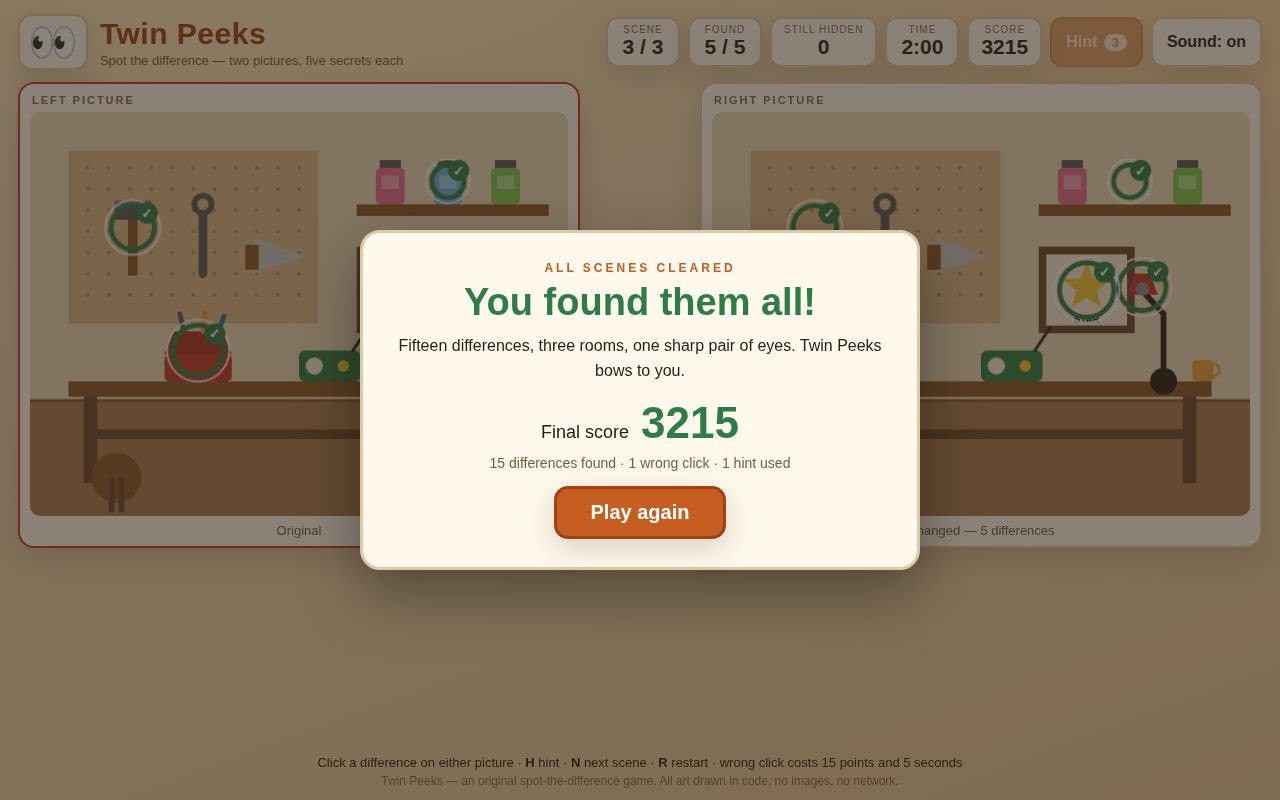 Twin Peeks
Spot the difference — two pictures, five secrets each
SCENE
3 / 3
FOUND
5 / 5
STILL HIDDEN
0
TIME
2:00
SCORE
3215
Hint 3
Sound: on
LEFT PICTURE
RIGHT PICTURE
ALL SCENES CLEARED
You found them all!
Fifteen differences, three rooms, one sharp pair of eyes. Twin Peeks
bows to you.
Final score 3215
15 differences found · 1 wrong click · 1 hint used
Play again
Original
— 5 differences
Click a difference on either picture · H hint · N next scene · R restart · wrong click costs 15 points and 5 seconds
Twin Peeks — an original spot-the-difference game. All art drawn in code, no images, no network.